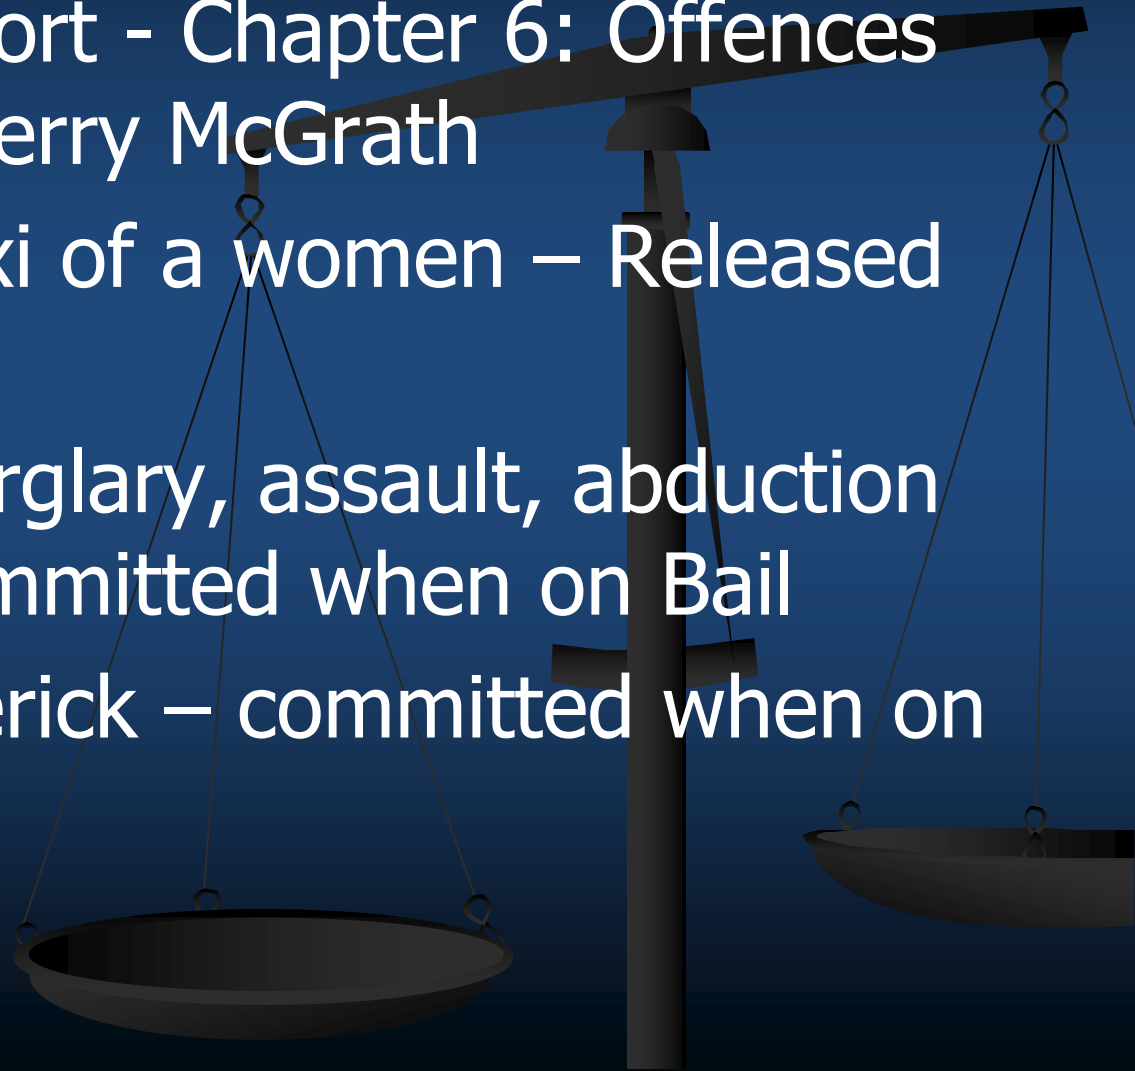 ort - Chapter 6: Offences
erry McGrath
xi of a women – Released
rglary, assault, abduction
mmitted when on Bail
erick – committed when on